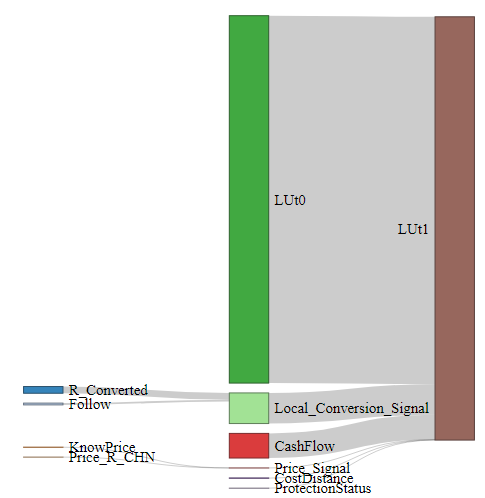 LUt0
LUt1
R_Converted
Follow
Local_Conversion_Signal
KnowPrice
CashFlow
Price_R_CHN
Price_Signal
CostDistance
ProtectionStatus